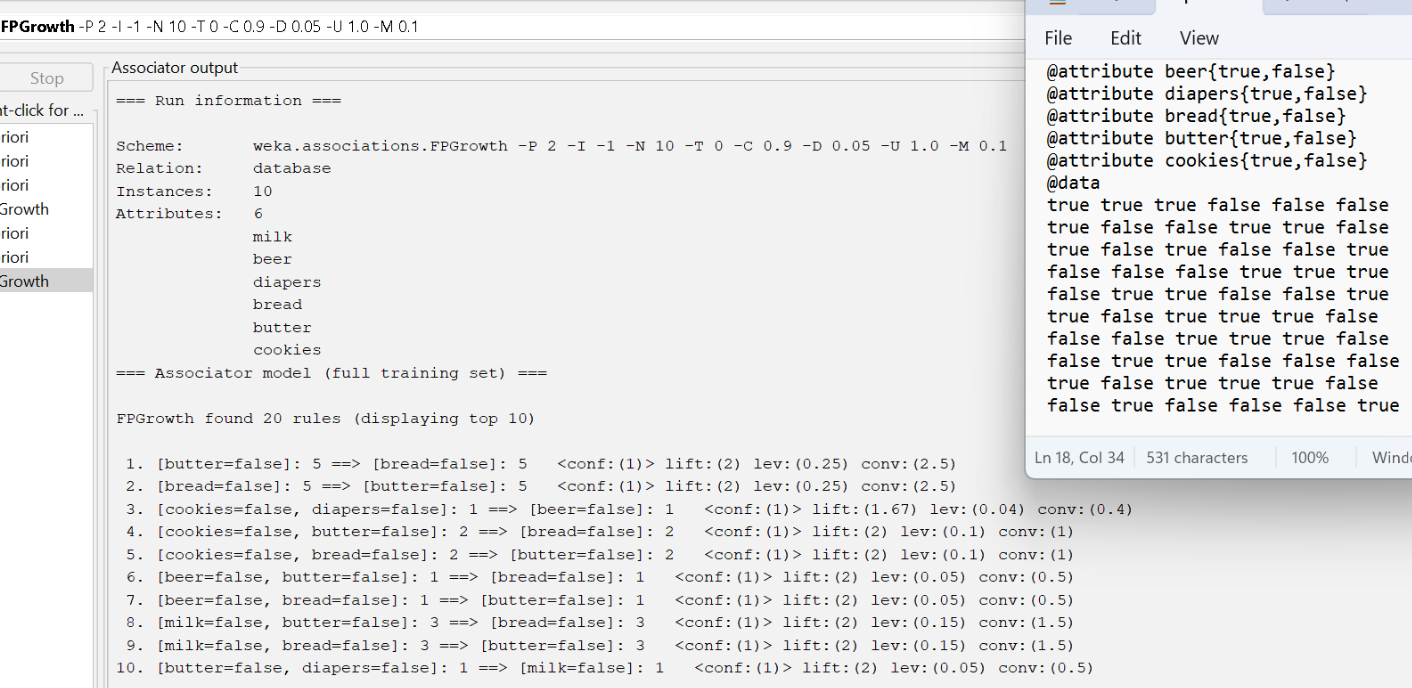 FPGrowth -P 2 -I -1 -N 10 -T 0 -C 0.9 -D 0.05 -U 1.0 -M 0.1
Stop
nt-click for ...
riori
riori
riori
Growth
riori
riori
Growth
Associator output
=== Run information ===
Scheme: weka.associations.FPGrowth -P 2 -I -1 -N 10 -T 0 -C 0.9 -D 0.05 -U 1.0 -M 0.1
Relation: database
Instances: 10
Attributes: 6
milk
beer
diapers
bread
butter
cookies
=== Associator model (full training set) ===
FPGrowth found 20 rules (displaying top 10)
1. [butter=false]: 5 ==> [bread=false]: 5 <conf:(1)> lift:(2) lev:(0.25) conv:(2.5)
2. [bread=false]: 5 ==> [butter=false]: 5 <conf:(1)> lift:(2) lev:(0.25) conv:(2.5)
3. [cookies=false, diapers=false]: 1 ==> [beer=false]: 1 <conf:(1)> lift:(1.67) lev:(0.04) conv:(0.4)
4. [cookies=false, butter=false]: 2 ==> [bread=false]: 2 <conf:(1)> lift:(2) lev:(0.1) conv:(1)
5. [cookies=false, bread=false]: 2 ==> [butter=false]: 2 <conf:(1)> lift:(2) lev:(0.1) conv:(1)
6. [beer=false, butter=false]: 1 ==> [bread=false]: 1 <conf:(1)> lift:(2) lev:(0.05) conv:(0.5)
7. [beer=false, bread=false]: 1 ==> [butter=false]: 1 <conf:(1)> lift:(2) lev:(0.05) conv:(0.5)
8. [milk=false, butter=false]: 3 ==> [bread=false]: 3 <conf:(1)> lift:(2) lev:(0.15) conv:(1.5)
9. [milk=false, bread=false]: 3 ==> [butter=false]: 3 <conf:(1)> lift:(2) lev:(0.15) conv:(1.5)
10. [butter=false, diapers=false]: 1 ==> [milk=false]: 1 <conf:(1)> lift:(2) lev:(0.05) conv:(0.5)
File Edit View
@attribute beer{true,false}
@attribute diapers{true,false}
@attribute bread{true,false}
@attribute butter{true,false}
@attribute cookies{true,false}
@data
true true true false false false
true false false true true false
true false true false false true
false false false true true true
false true true false false true
true false true true true false
false false true true true false
false true true false false false
true false true true true false
false true false false false true
Ln 18, Col 34 531 characters 100% Windo